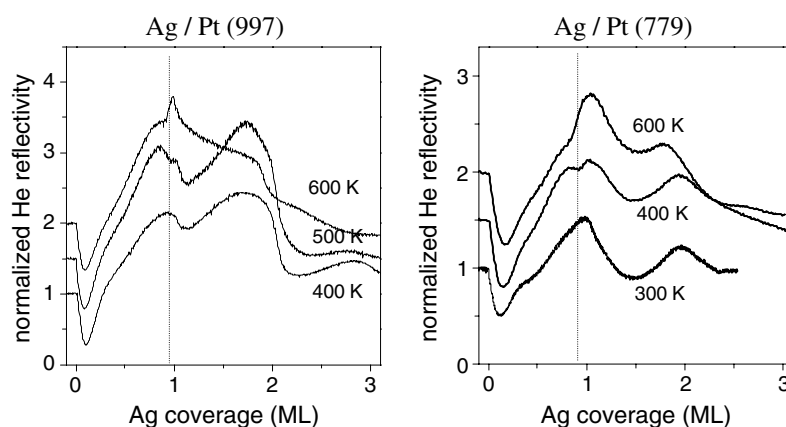 Ag / Pt (997)
normalized He reflectivity
4
3
2
1
0
600 K
500 K
400 K
0 1 2 3
Ag coverage (ML)
Ag / Pt (779)
normalized He reflectivity
3
2
1
0
600 K
400 K
300 K
0 1 2 3
Ag coverage (ML)